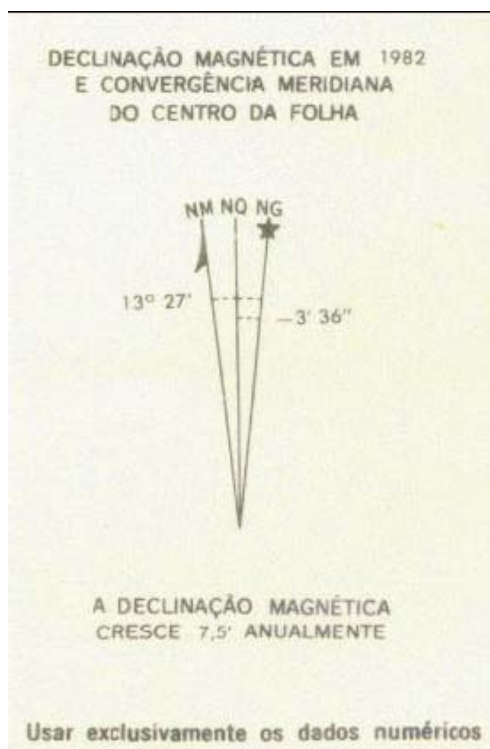 DECLINAÇÃO MAGNÉTICA EM 1982
E CONVERGÊNCIA MERIDIANA
DO CENTRO DA FOLHA
NM NQ NG
13° 27'
–3' 36"
A DECLINAÇÃO MAGNÉTICA
CRESCE 7,5' ANUALMENTE
Usar exclusivamente os dados numéricos